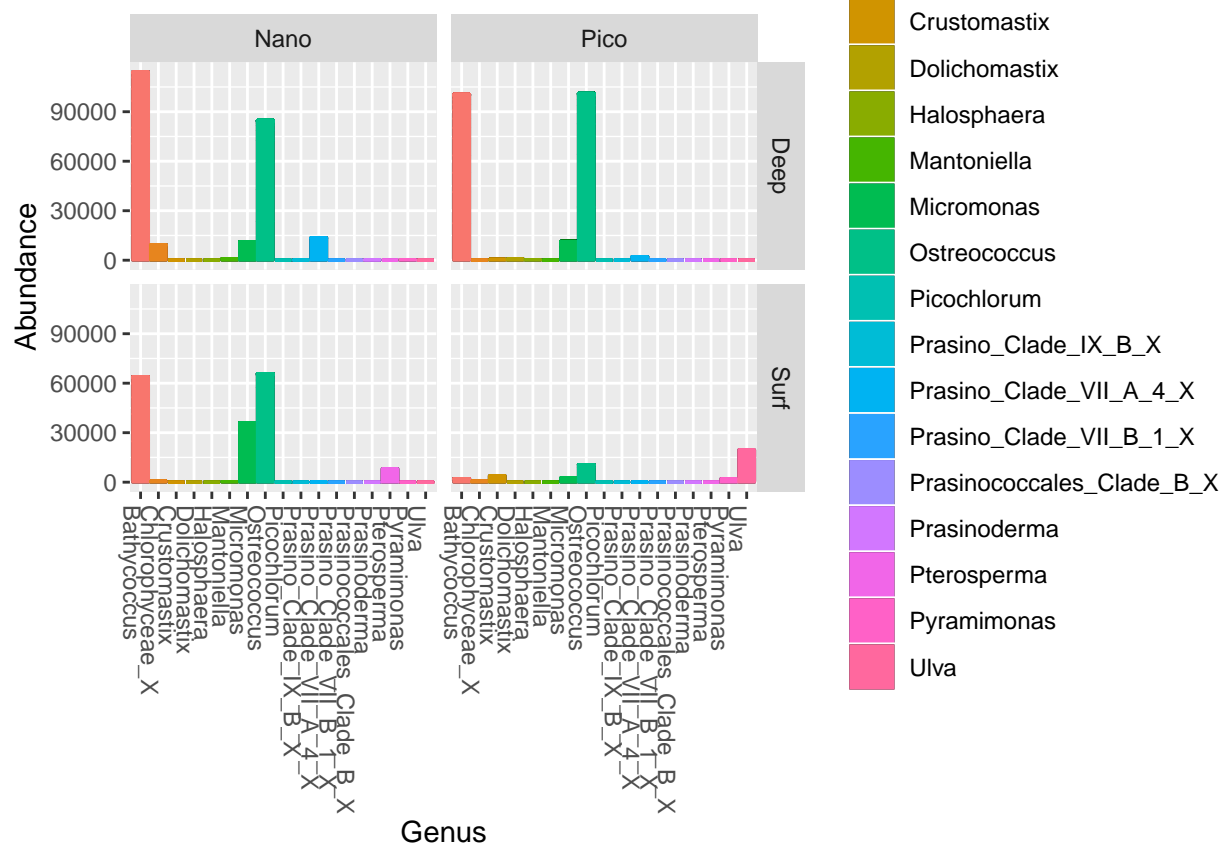 Nano
Pico
Deep
Surf
Abundance
90000
60000
30000
0
90000
60000
30000
0
Bathycoccus
Chlorophyceae_X
Crustomastix
Dolichomastix
Halosphaera
Mantoniella
Micromonas
Ostreococcus
Picochlorum
Prasino_Clade_IX_B_X
Prasino_Clade_VII_A_4_X
Prasino_Clade_VII_B_1_X
Prasinococcales_Clade_B_X
Prasinoderma
Pterosperma
Pyramimonas
Ulva
Bathycoccus
Chlorophyceae_X
Crustomastix
Dolichomastix
Halosphaera
Mantoniella
Micromonas
Ostreococcus
Picochlorum
Prasino_Clade_IX_B_X
Prasino_Clade_VII_A_4_X
Prasino_Clade_VII_B_1_X
Prasinococcales_Clade_B_X
Prasinoderma
Pterosperma
Pyramimonas
Ulva
Genus
Crustomastix
Dolichomastix
Halosphaera
Mantoniella
Micromonas
Ostreococcus
Picochlorum
Prasino_Clade_IX_B_X
Prasino_Clade_VII_A_4_X
Prasino_Clade_VII_B_1_X
Prasinococcales_Clade_B_X
Prasinoderma
Pterosperma
Pyramimonas
Ulva